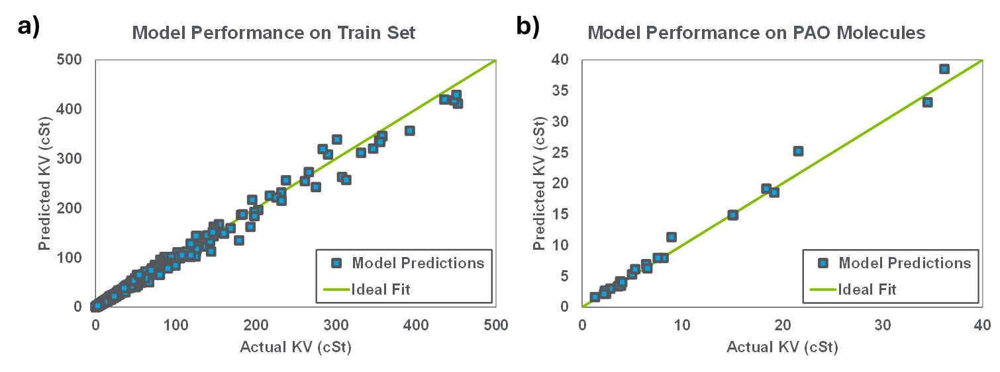 a)
Model Performance on Train Set
500
400
300
200
100
0
0 100 200 300 400 500
Predicted KV (cSt)
Actual KV (cSt)
Model Predictions
Ideal Fit
b)
Model Performance on PAO Molecules
40
35
30
25
20
15
10
5
0
0 10 20 30 40
Predicted KV (cSt)
Actual KV (cSt)
Model Predictions
Ideal Fit